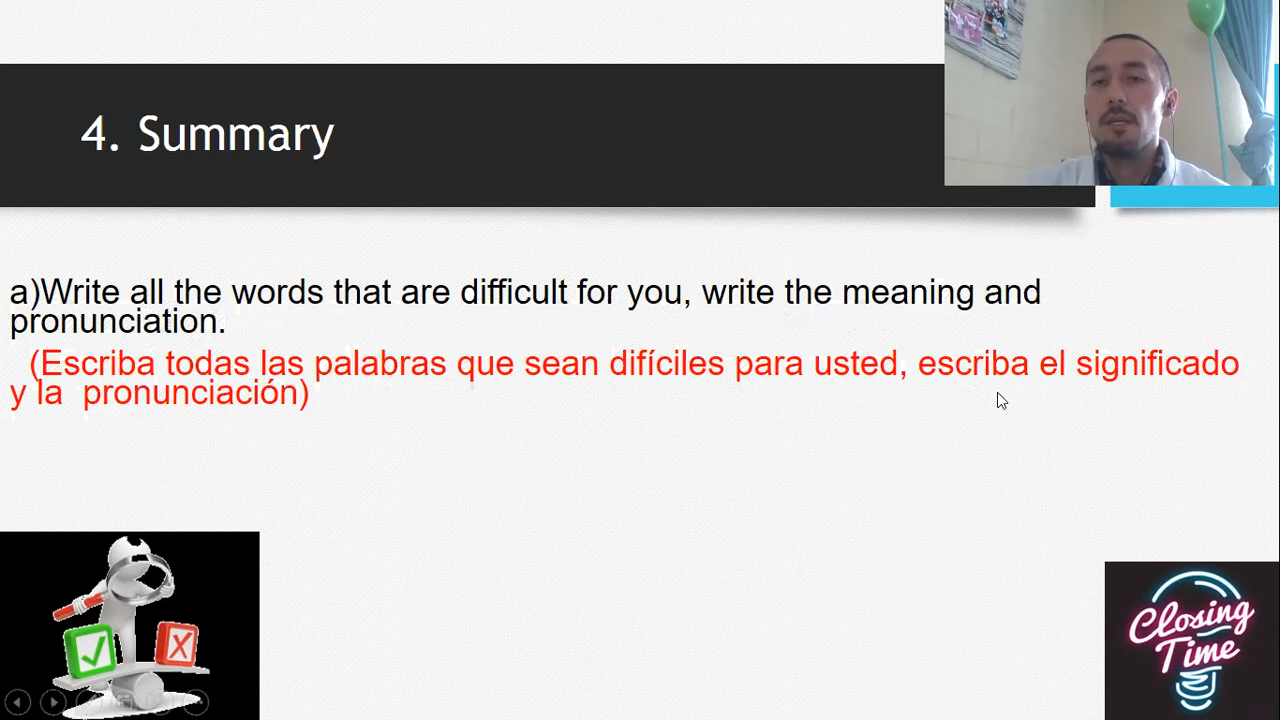 4. Summary
a)Write all the words that are difficult for you, write the meaning and
pronunciation.
(Escriba todas las palabras que sean difíciles para usted, escriba el significado
y la pronunciación)
Closing
Time